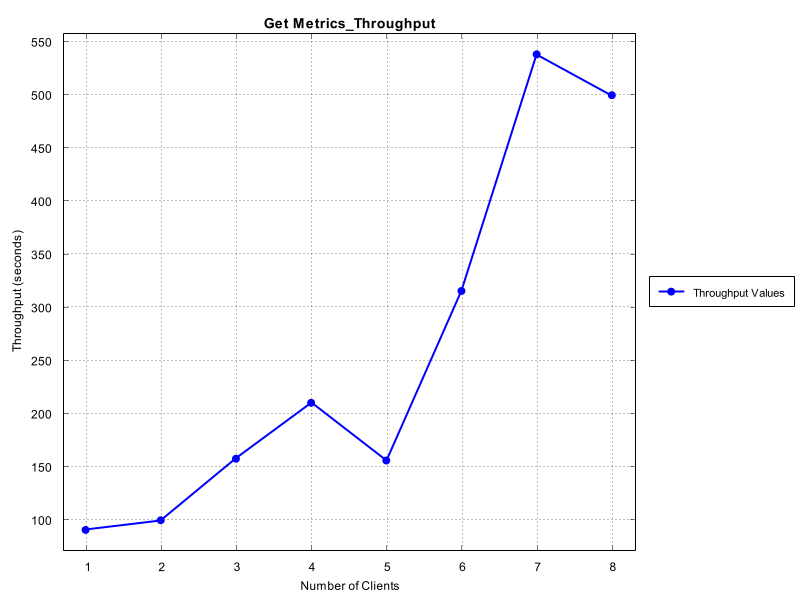 Get Metrics_Throughput
550
500
450
400
350
300
250
200
150
100
Throughput (seconds)
1 2 3 4 5 6 7 8
Number of Clients
Throughput Values